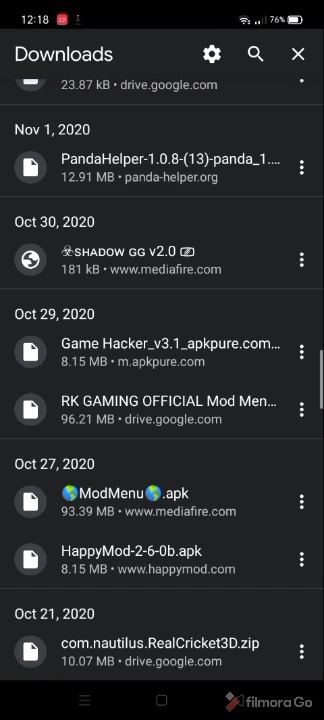 12:18
76%
Downloads
23.87 kB • drive.google.com
Nov 1, 2020
PandaHelper-1.0.8-(13)-panda_1....
12.91 MB • panda-helper.org
Oct 30, 2020
☣SHADOW GG V2.0
181 kB • www.mediafire.com
Oct 29, 2020
Game Hacker_v3.1_apkpure.com...
8.15 MB • m.apkpure.com
RK GAMING OFFICIAL Mod Men...
96.21 MB • drive.google.com
Oct 27, 2020
🌎ModMenu🌎.apk
93.39 MB • www.mediafire.com
HappyMod-2-6-0b.apk
8.15 MB • www.happymod.com
Oct 21, 2020
com.nautilus.RealCricket3D.zip
10.07 MB • drive.google.com
filmora Go